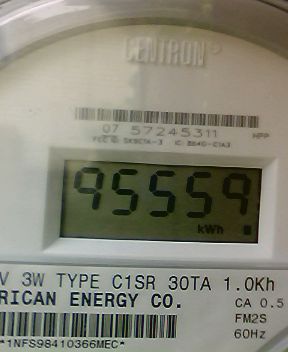 CENTRON®
07 57245311
95559
kWh
V 3W TYPE C1SR 30TA 1.0Kh
RICAN ENERGY CO.
CA 0.5
FM2S
60Hz
*1NFS98410366MEC*